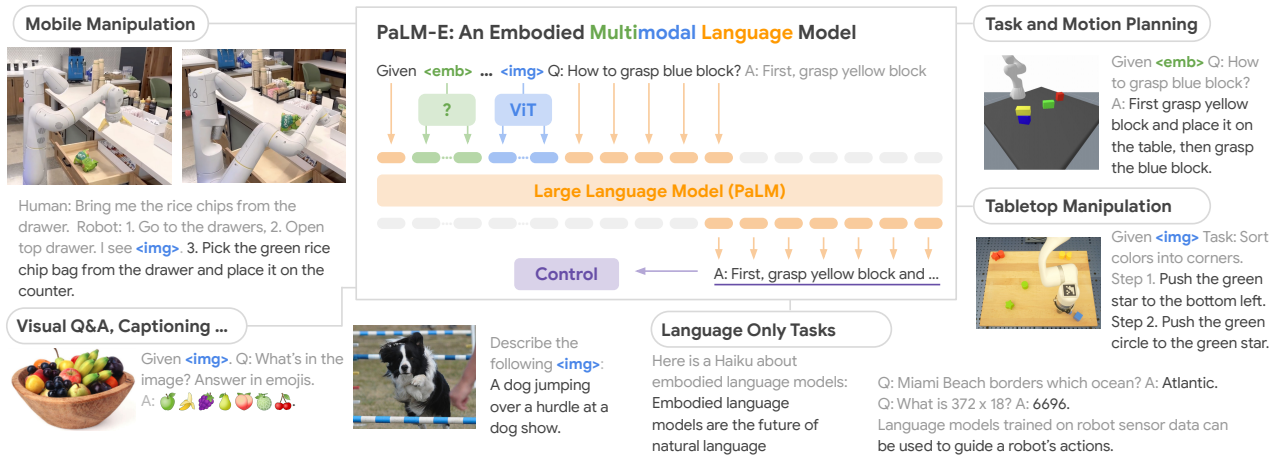 Mobile Manipulation
Human: Bring me the rice chips from the
drawer. Robot: 1. Go to the drawers, 2. Open
top drawer. I see <img>. 3. Pick the green rice
chip bag from the drawer and place it on the
counter.
PaLM-E: An Embodied Multimodal Language Model
Given <emb> ... <img> Q: How to grasp blue block? A: First, grasp yellow block
?
ViT
Large Language Model (PaLM)
Control
A: First, grasp yellow block and ...
Task and Motion Planning
Given <emb> Q: How
to grasp blue block?
A: First grasp yellow
block and place it on
the table, then grasp
the blue block.
Tabletop Manipulation
Given <img> Task: Sort
colors into corners.
Step 1. Push the green
star to the bottom left.
Step 2. Push the green
circle to the green star.
Visual Q&A, Captioning ...
Given <img>. Q: What's in the
image? Answer in emojis.
A: 🍏🍌🍇🍐🍑🍈🍒.
Describe the
following <img>:
A dog jumping
over a hurdle at a
dog show.
Language Only Tasks
Here is a Haiku about
embodied language models:
Embodied language
models are the future of
natural language
Q: Miami Beach borders which ocean? A: Atlantic.
Q: What is 372 x 18? A: 6696.
Language models trained on robot sensor data can
be used to guide a robot's actions.